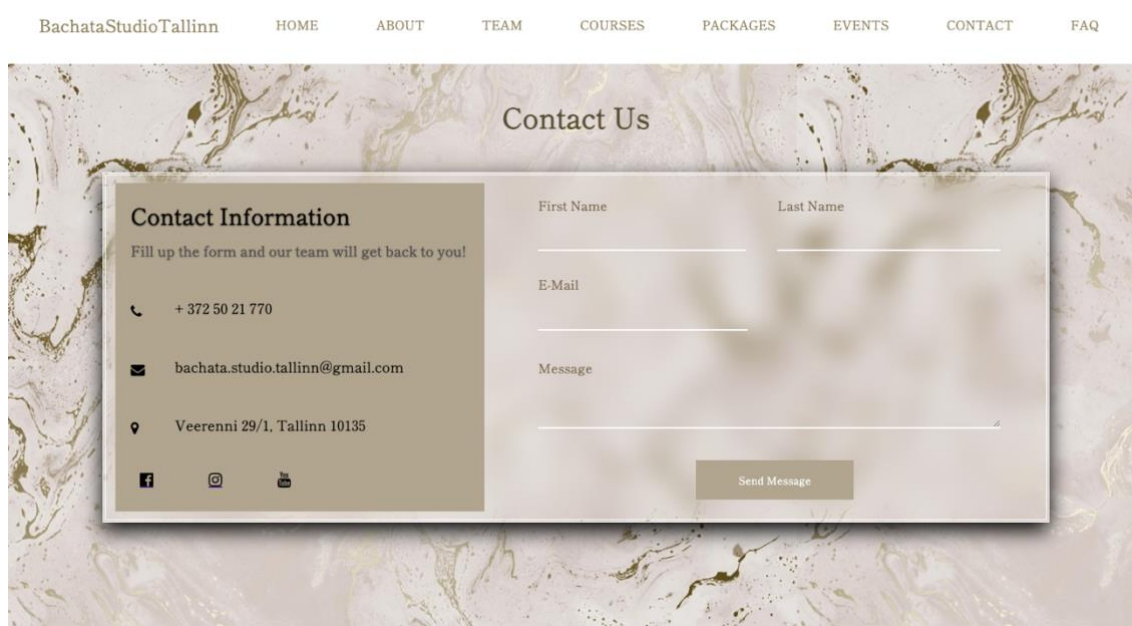 BachataStudioTallinn HOME ABOUT TEAM COURSES PACKAGES EVENTS CONTACT FAQ
Contact Us
Contact Information
Fill up the form and our team will get back to you!
+ 372 50 21 770
bachata.studio.tallinn@gmail.com
Veerenni 29/1, Tallinn 10135
You
Tube
First Name Last Name
E-Mail
Message
Send Message